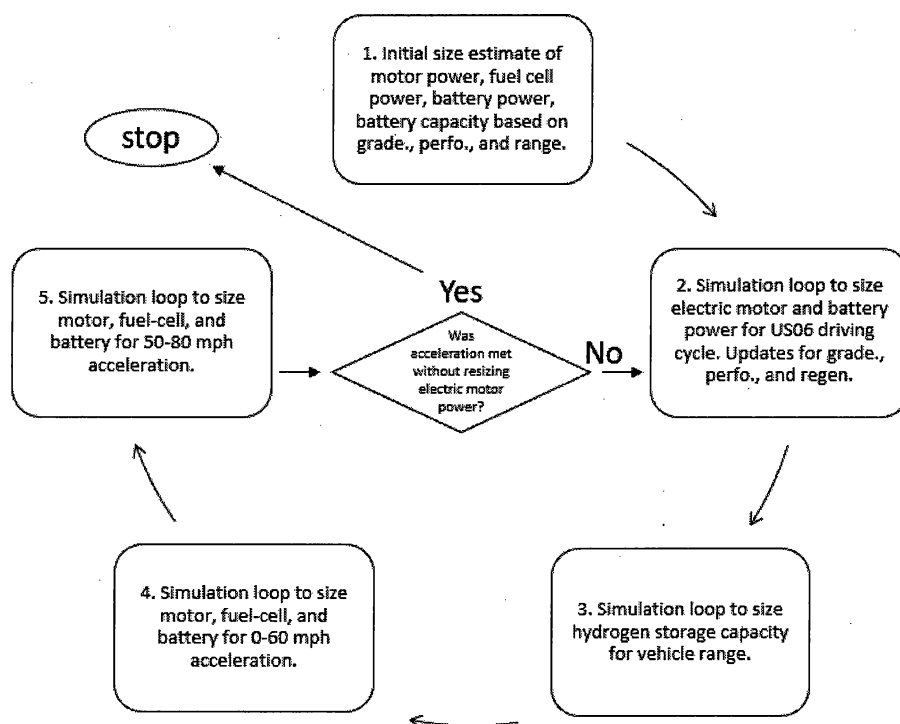 1. Initial size estimate of
motor power, fuel cell
power, battery power,
battery capacity based on
grade., perfo., and range.
stop
5. Simulation loop to size
motor, fuel-cell, and
battery for 50-80 mph
acceleration.
Yes
Was
acceleration met
without resizing
electric motor
power?
No
2. Simulation loop to size
electric motor and battery
power for US06 driving
cycle. Updates for grade.,
perfo., and regen.
4. Simulation loop to size
motor, fuel-cell, and
battery for 0-60 mph
acceleration.
3. Simulation loop to size
hydrogen storage capacity
for vehicle range.